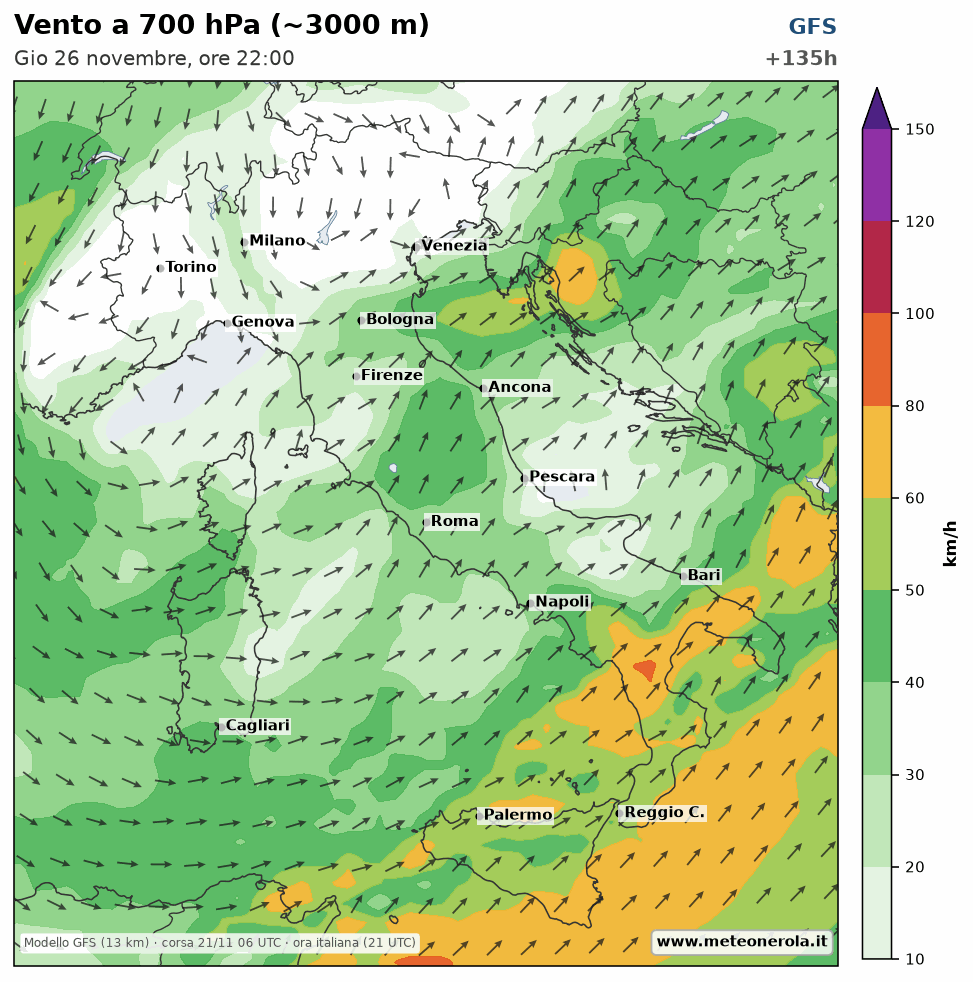 Vento a 700 hPa (~3000 m)
GFS
Gio 26 novembre, ore 22:00
+135h
150
120
100
80
60
50
40
30
20
10
km/h
Milano
Venezia
Torino
Genova
Bologna
Firenze
Ancona
Pescara
Roma
Bari
Napoli
Cagliari
Palermo
Reggio C.
Modello GFS (13 km) · corsa 21/11 06 UTC · ora italiana (21 UTC)
www.meteonerola.it